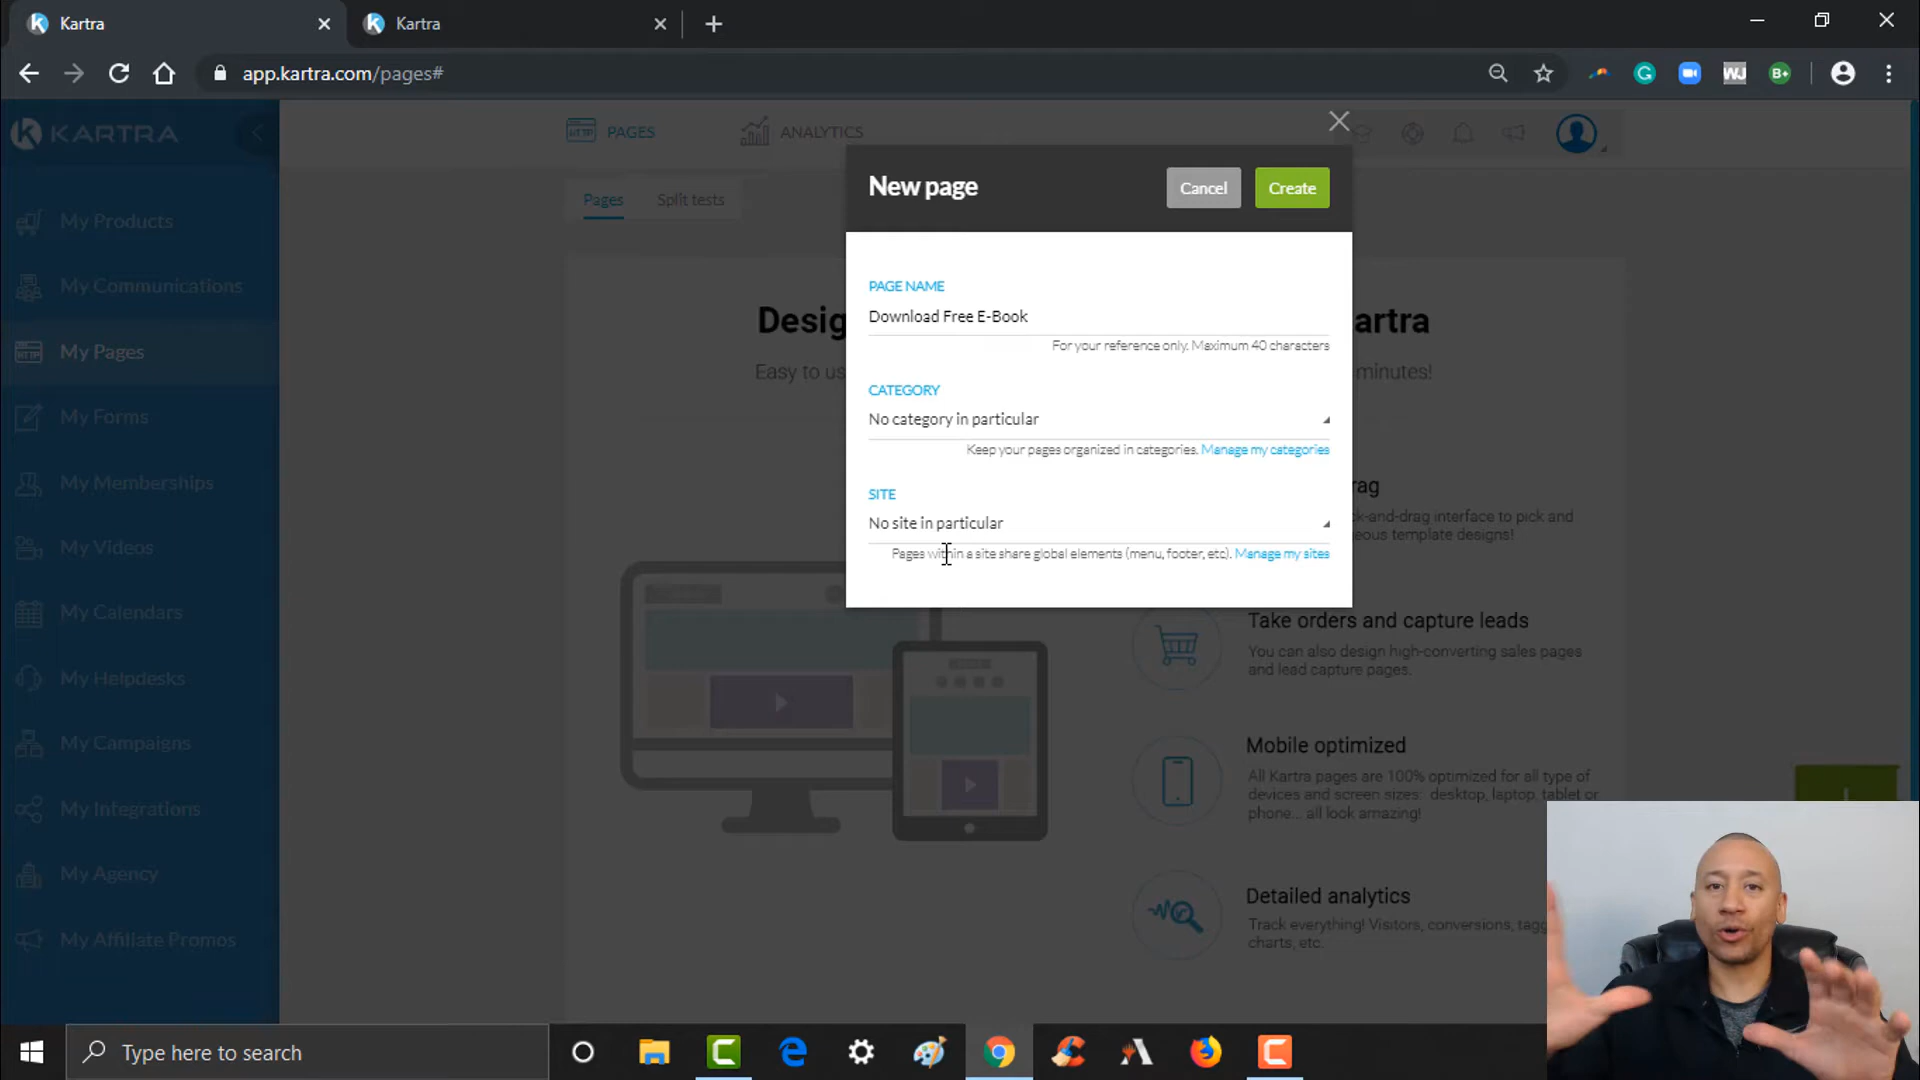 Kartra
Kartra
app.kartra.com/pages#
WJ
B+
KARTRA
PAGES
ANALYTICS
Pages
Split tests
My Products
My Communications
My Pages
My Forms
My Memberships
My Videos
My Calendars
My Helpdesks
My Campaigns
My Integrations
My Agency
My Affiliate Promos
New page
Cancel
Create
PAGE NAME
Download Free E-Book
For your reference only. Maximum 40 characters
CATEGORY
No category in particular
Keep your pages organized in categories. Manage my categories
SITE
No site in particular
Pages within a site share global elements (menu, footer, etc). Manage my sites
Desig
artra
Easy to us
minutes!
rag
k-and-drag interface to pick and
eous template designs!
Take orders and capture leads
You can also design high-converting sales pages
and lead capture pages.
Mobile optimized
All Kartra pages are 100% optimized for all type of
devices and screen sizes: desktop, laptop, tablet or
phone... all look amazing!
Detailed analytics
Track everything! Visitors, conversions, tagg
charts, etc.
Type here to search